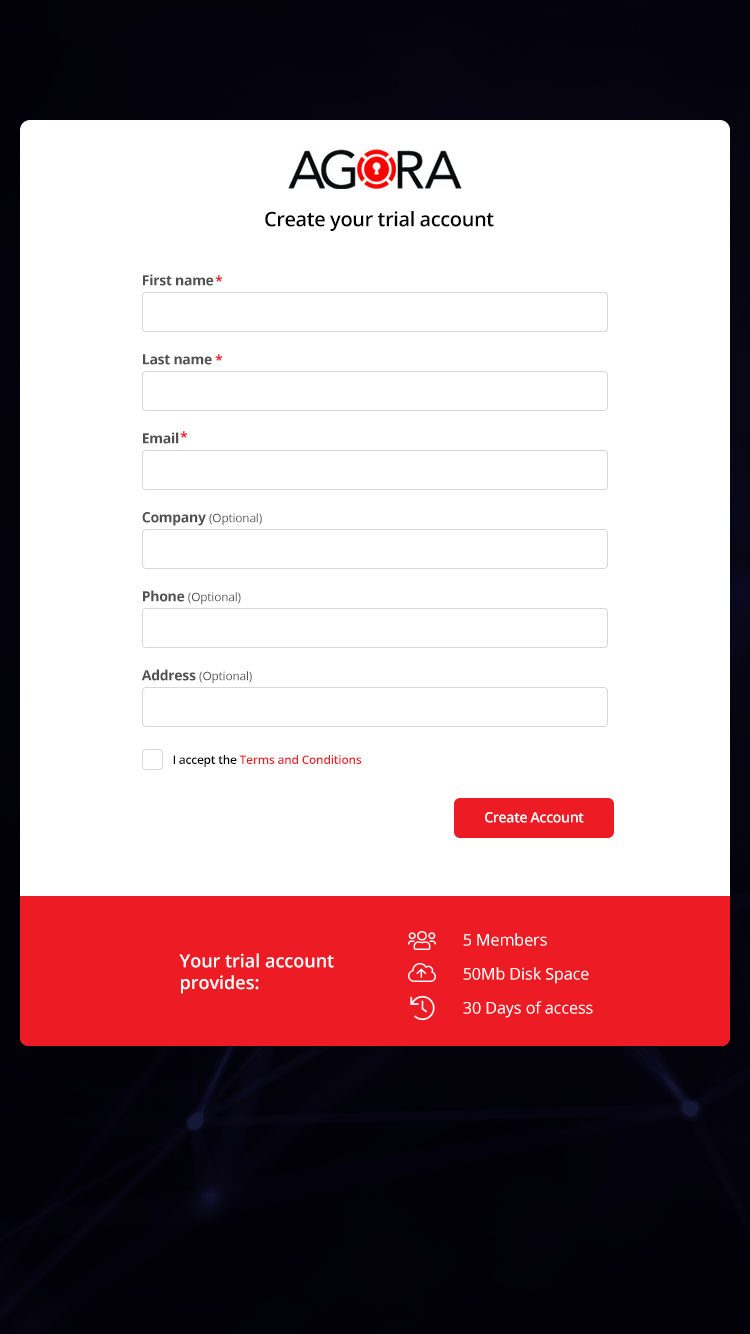 AGORA
Create your trial account
First name *
Last name *
Email *
Company (Optional)
Phone (Optional)
Address (Optional)
I accept the Terms and Conditions
Create Account
Your trial account
provides:
5 Members
50Mb Disk Space
30 Days of access